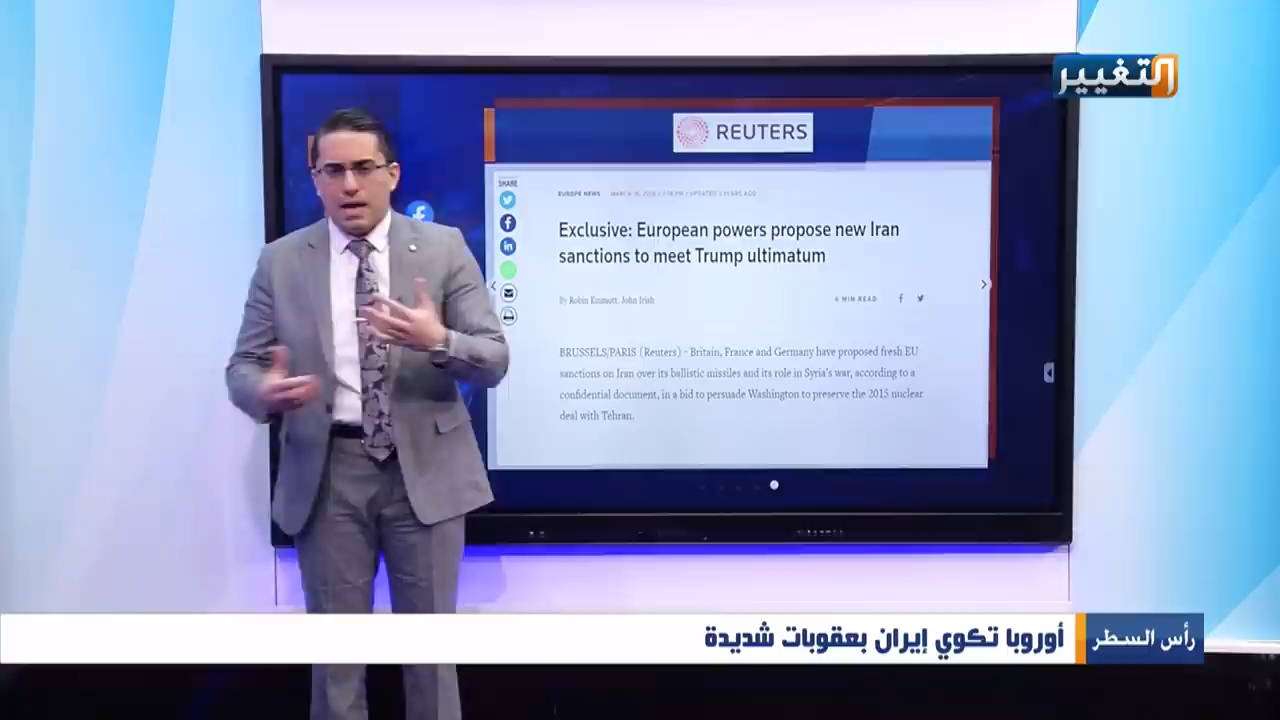 التغيير
REUTERS
SHARE
EUROPE NEWS
Exclusive: European powers propose new Iran
sanctions to meet Trump ultimatum
By Robin Emmott, John Irish
4 MIN READ
BRUSSELS/PARIS (Reuters) - Britain, France and Germany have proposed fresh EU
sanctions on Iran over its ballistic missiles and its role in Syria's war, according to a
confidential document, in a bid to persuade Washington to preserve the 2015 nuclear
deal with Tehran.
رأس السطر
أوروبا تكوي إيران بعقوبات شديدة